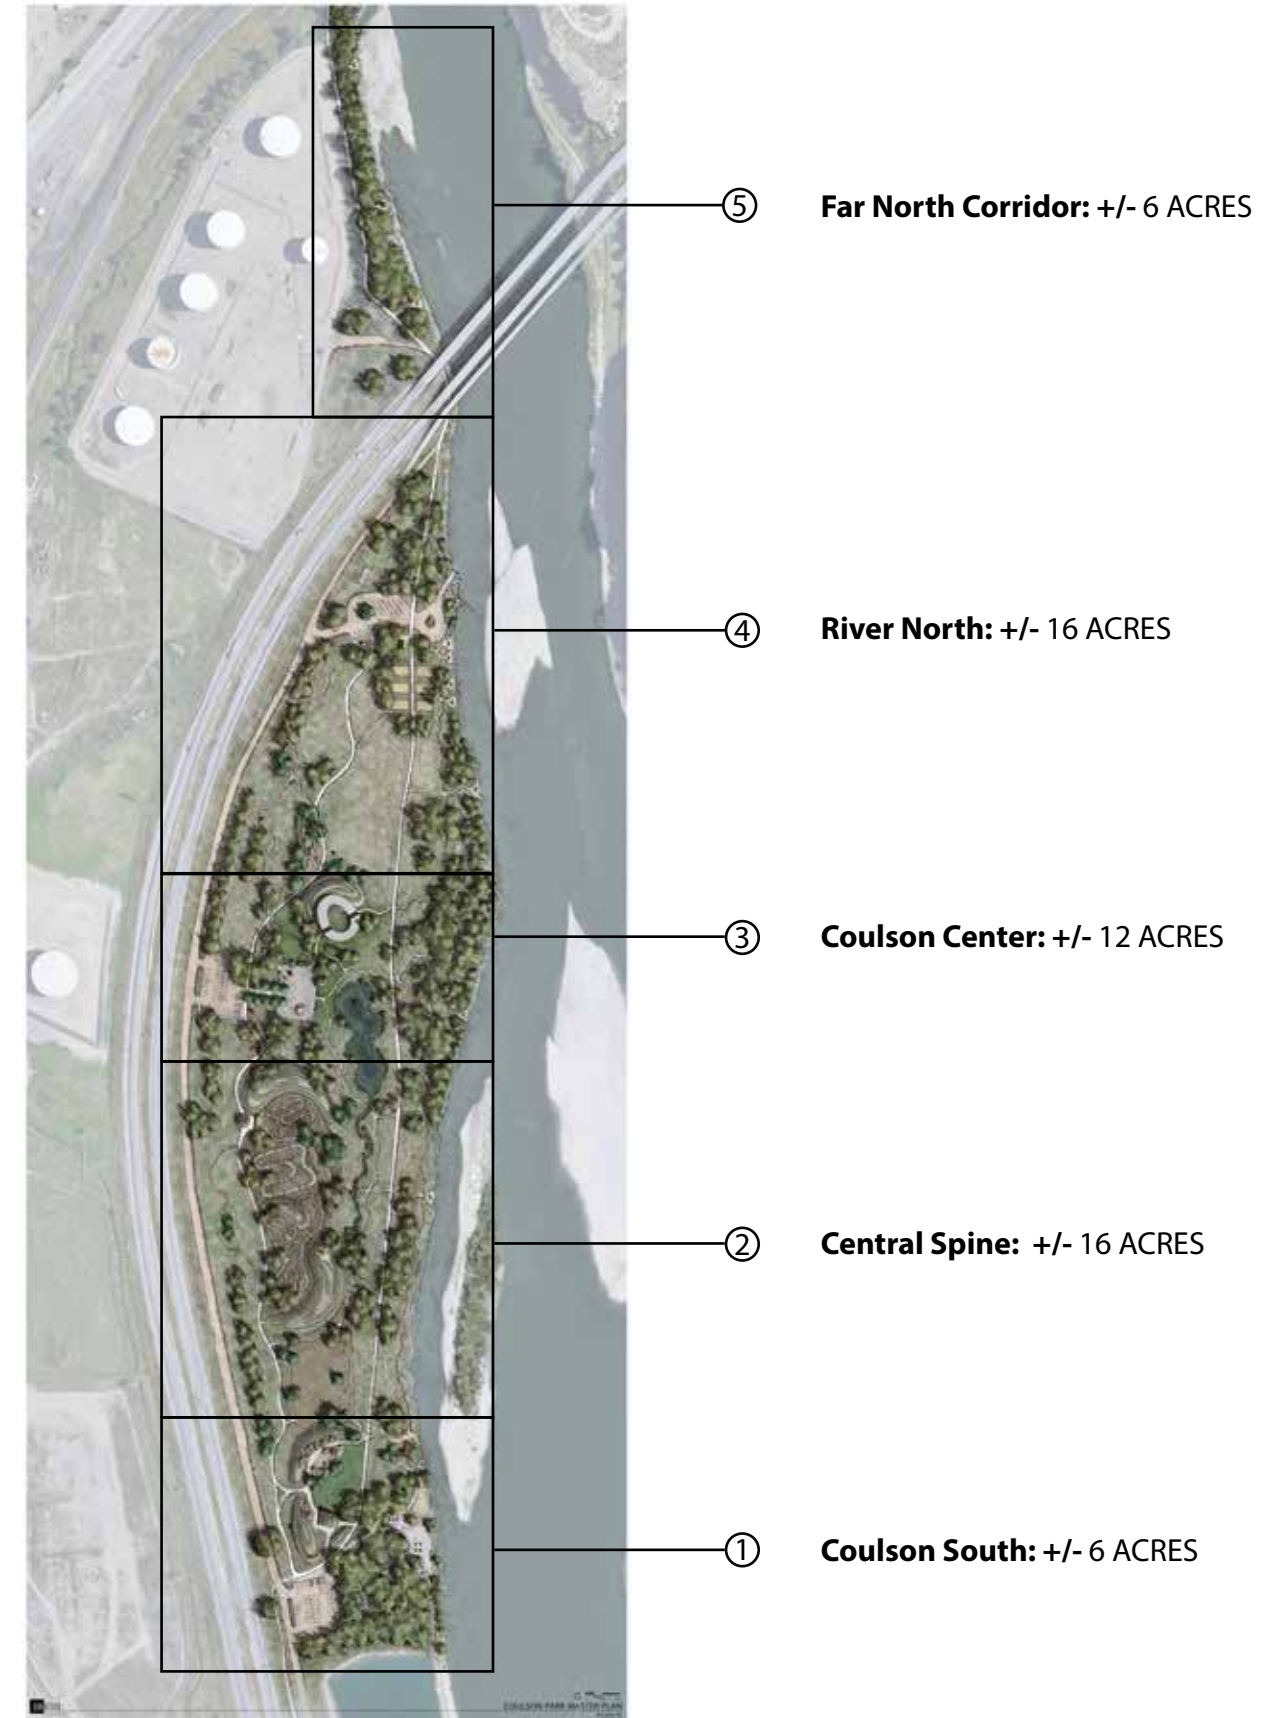 ⑤ Far North Corridor: +/- 6 ACRES
④ River North: +/- 16 ACRES
③ Coulson Center: +/- 12 ACRES
② Central Spine: +/- 16 ACRES
① Coulson South: +/- 6 ACRES
COULSON PARK MASTER PLAN